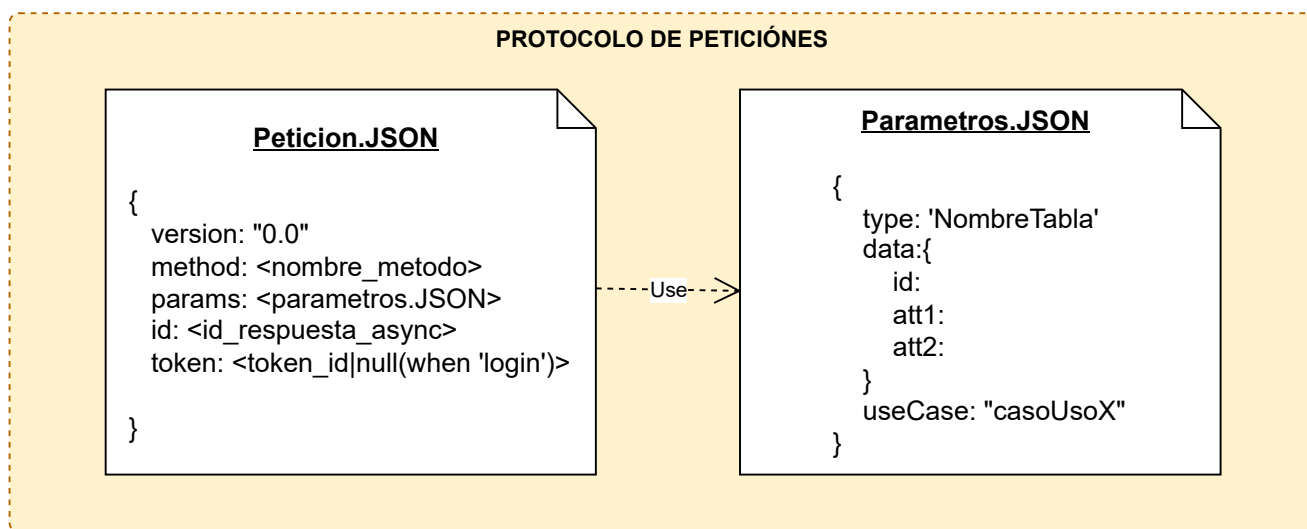 PROTOCOLO DE PETICIÓNES
Peticion.JSON
{
version: "0.0"
method: <nombre_metodo>
params: <parametros.JSON>
id: <id_respuesta_async>
token: <token_id|null(when 'login')>
}
Use
Parametros.JSON
{
type: 'NombreTabla'
data:{
id:
att1:
att2:
}
useCase: "casoUsoX"
}